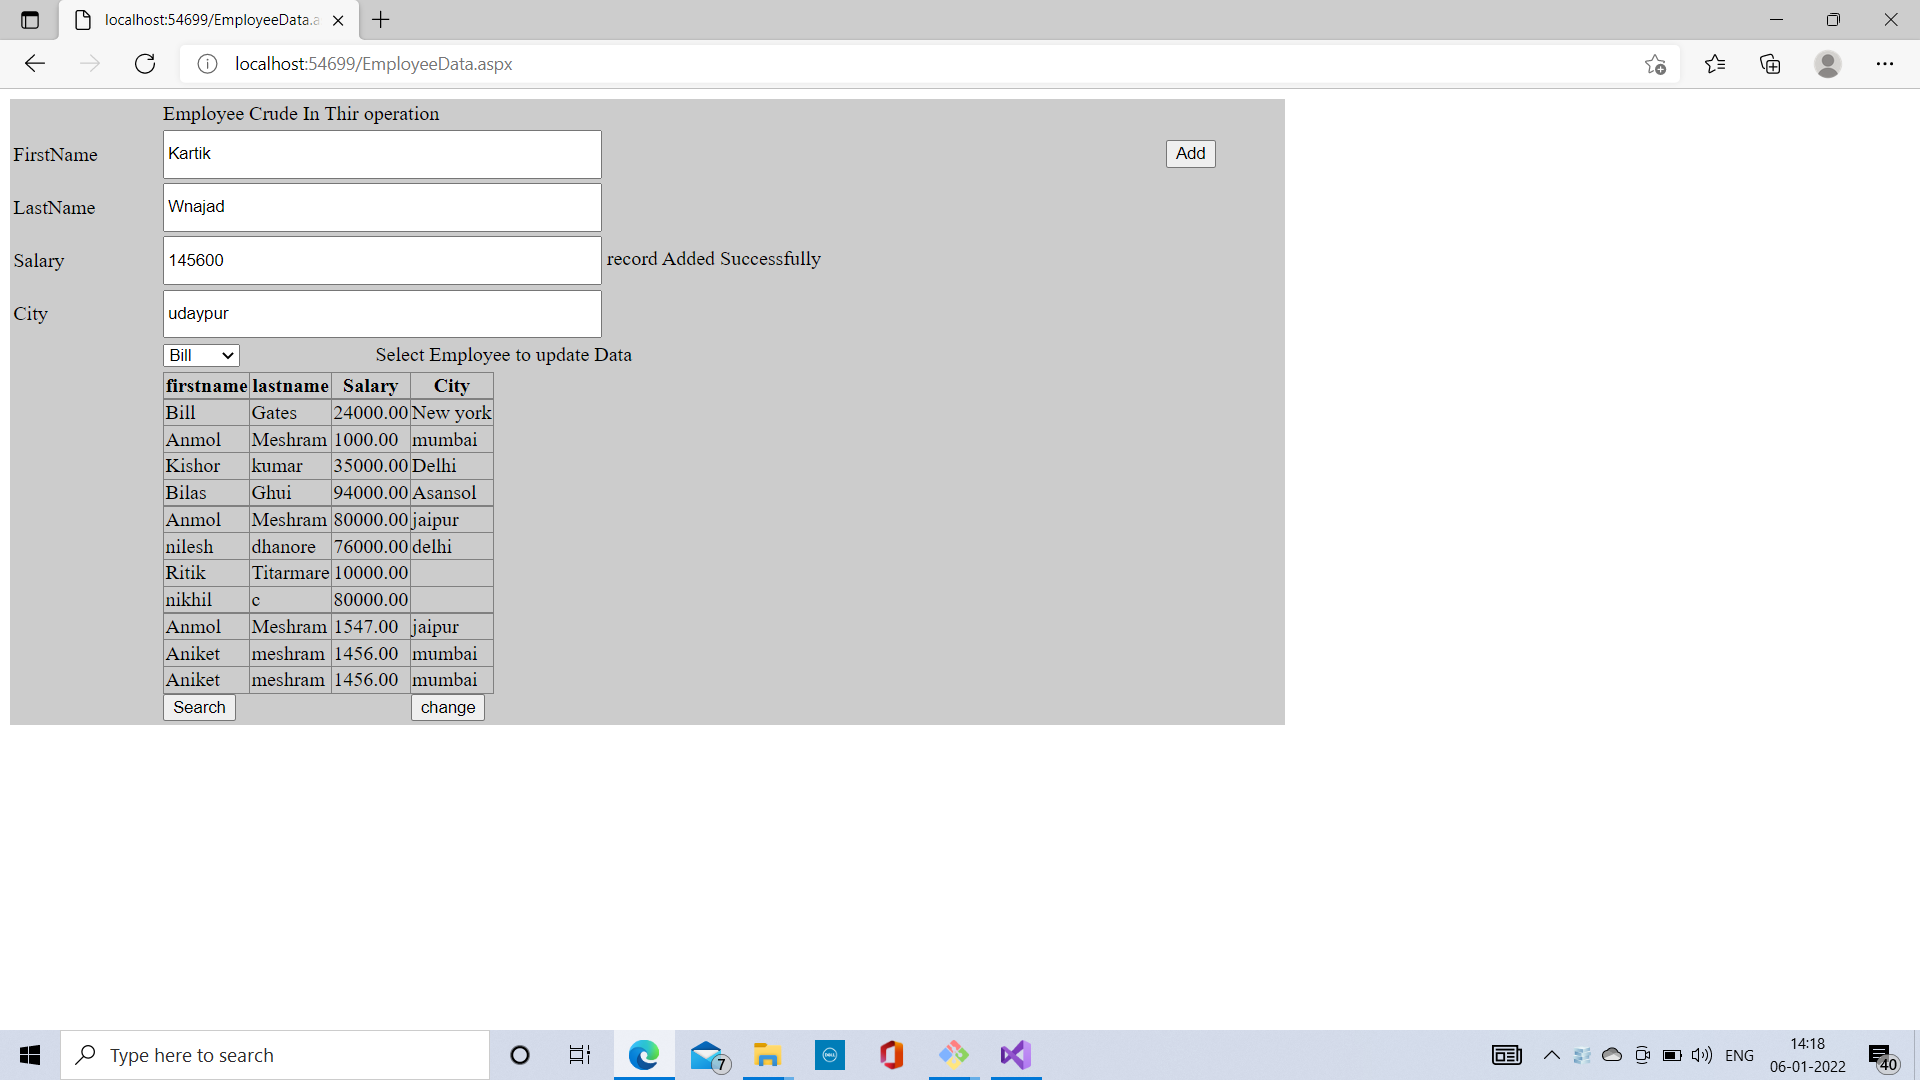 localhost:54699/EmployeeData.a
localhost:54699/EmployeeData.aspx
Employee Crude In Thir operation
FirstName Kartik Add
LastName Wnajad
Salary 145600 record Added Successfully
City udaypur
Bill Select Employee to update Data
firstname lastname Salary City
Bill Gates 24000.00 New york
Anmol Meshram 1000.00 mumbai
Kishor kumar 35000.00 Delhi
Bilas Ghui 94000.00 Asansol
Anmol Meshram 80000.00 jaipur
nilesh dhanore 76000.00 delhi
Ritik Titarmare 10000.00
nikhil c 80000.00
Anmol Meshram 1547.00 jaipur
Aniket meshram 1456.00 mumbai
Aniket meshram 1456.00 mumbai
Search change
Type here to search
7
DELL
ENG
14:18
06-01-2022
40